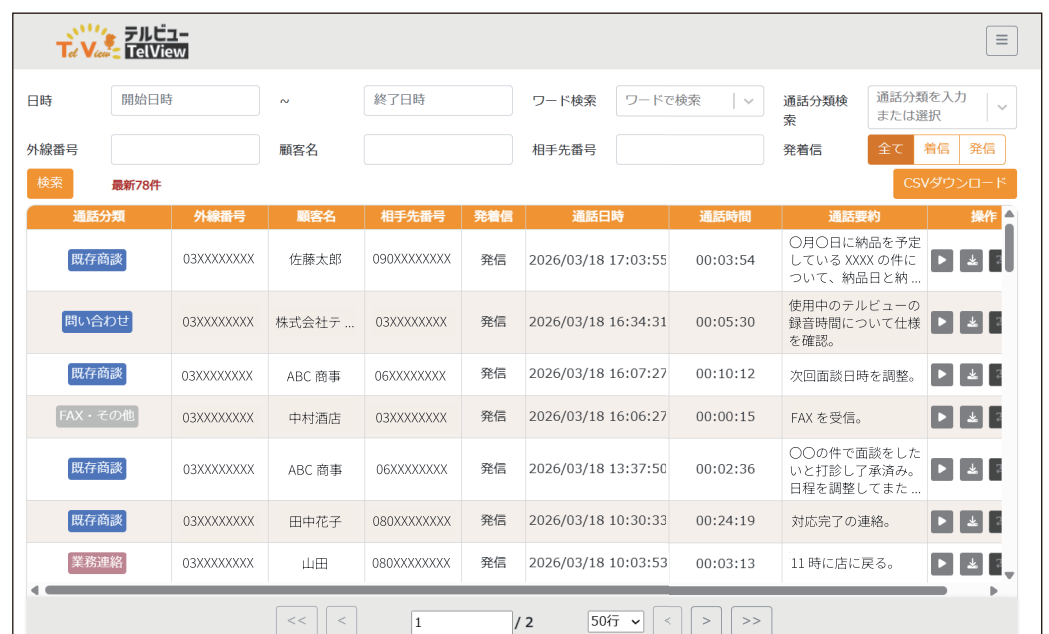 Tel View テルビュー
TelView
日時 開始日時 ~ 終了日時 ワード検索 ワードで検索 通話分類検索 通話分類を入力または選択
外線番号 顧客名 相手先番号 発着信 全て 着信 発信
検索 最新78件 CSVダウンロード
通話分類 外線番号 顧客名 相手先番号 発着信 通話日時 通話時間 通話要約 操作
既存商談 03XXXXXXXX 佐藤太郎 090XXXXXXXX 発信 2026/03/18 17:03:55 00:03:54 〇月〇日に納品を予定している XXXX の件について、納品日と納 ...
問い合わせ 03XXXXXXXX 株式会社テ ... 03XXXXXXXX 発信 2026/03/18 16:34:31 00:05:30 使用中のテルビューの録音時間について仕様を確認。
既存商談 03XXXXXXXX ABC 商事 06XXXXXXXX 発信 2026/03/18 16:07:27 00:10:12 次回面談日時を調整。
FAX・その他 03XXXXXXXX 中村酒店 03XXXXXXXX 発信 2026/03/18 16:06:27 00:00:15 FAX を受信。
既存商談 03XXXXXXXX ABC 商事 06XXXXXXXX 発信 2026/03/18 13:37:50 00:02:36 〇〇の件で面談をしたいと打診し了承済み。日程を調整してまた ...
既存商談 03XXXXXXXX 田中花子 080XXXXXXXX 発信 2026/03/18 10:30:33 00:24:19 対応完了の連絡。
業務連絡 03XXXXXXXX 山田 080XXXXXXXX 発信 2026/03/18 10:03:53 00:03:13 11 時に店に戻る。
<< < 1 / 2 50行 < > >>